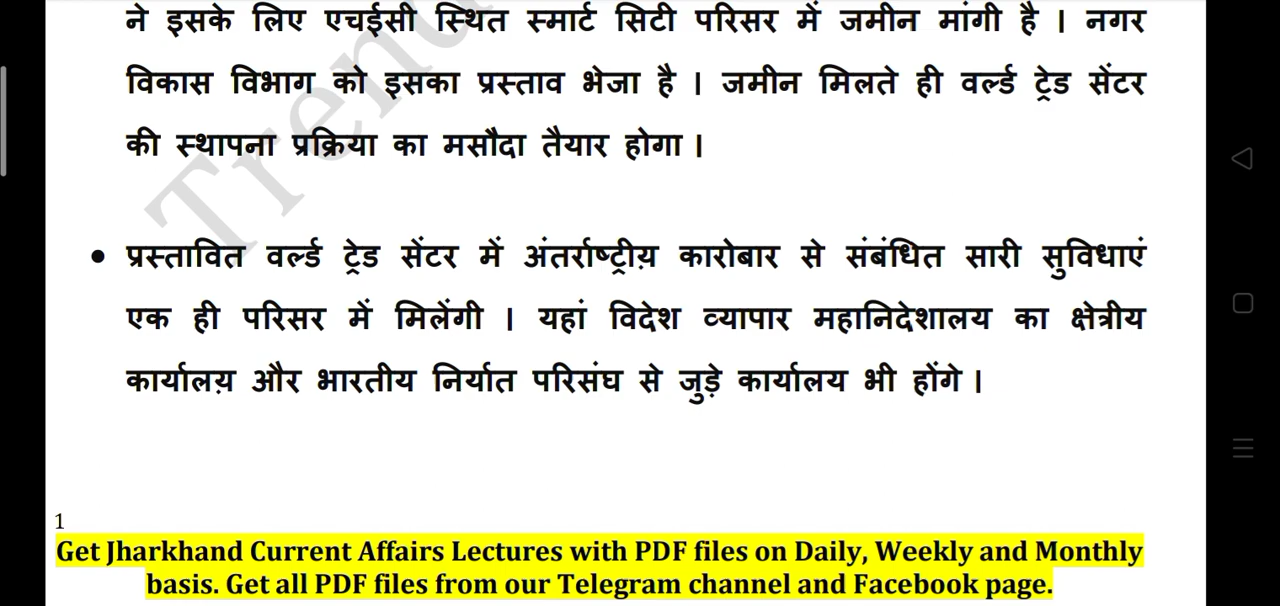 ने इसके लिए एचईसी स्थित स्मार्ट सिटी परिसर में जमीन मांगी है । नगर
विकास विभाग को इसका प्रस्ताव भेजा है । जमीन मिलते ही वर्ल्ड ट्रेड सेंटर
की स्थापना प्रक्रिया का मसौदा तैयार होगा ।
• प्रस्तावित वर्ल्ड ट्रेड सेंटर में अंतर्राष्ट्रीय़ कारोबार से संबंधित सारी सुविधाएं
एक ही परिसर में मिलेंगी । यहां विदेश व्यापार महानिदेशालय का क्षेत्रीय
कार्यालय़ और भारतीय निर्यात परिसंघ से जुड़े कार्यालय भी होंगे ।
1
Get Jharkhand Current Affairs Lectures with PDF files on Daily, Weekly and Monthly
basis. Get all PDF files from our Telegram channel and Facebook page.